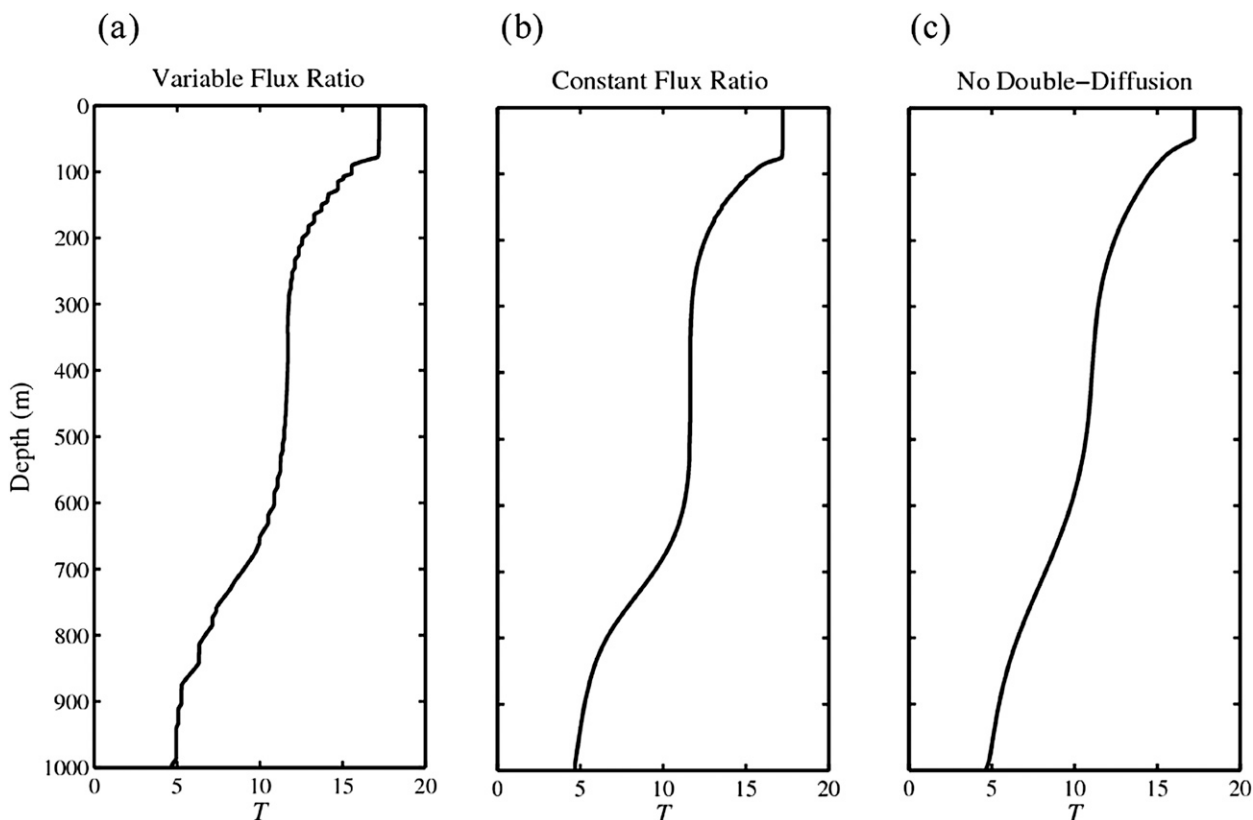 (a)
(b)
(c)
Variable Flux Ratio
Constant Flux Ratio
No Double–Diffusion
Depth (m)
0
100
200
300
400
500
600
700
800
900
1000
0 5 10 15 20
0 5 10 15 20
0 5 10 15 20
T
T
T